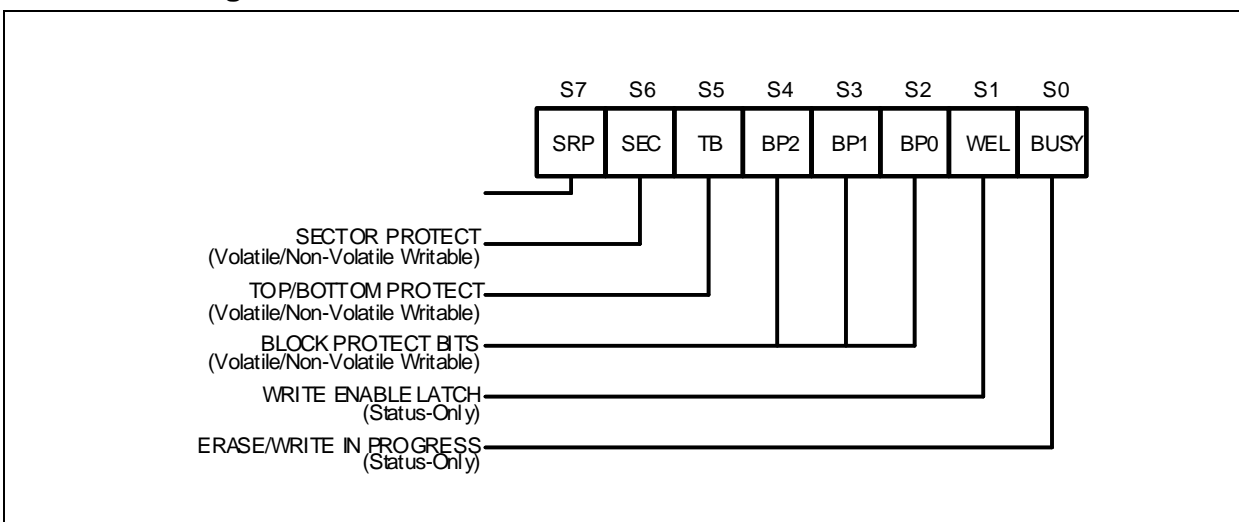 S7 S6 S5 S4 S3 S2 S1 S0
SRP SEC TB BP2 BP1 BP0 WEL BUSY
SECTOR PROTECT
(Volatile/Non-Volatile Writable)
TOP/BOTTOM PROTECT
(Volatile/Non-Volatile Writable)
BLOCK PROTECT BITS
(Volatile/Non-Volatile Writable)
WRITE ENABLE LATCH
(Status-Only)
ERASE/WRITE IN PROGRESS
(Status-Only)